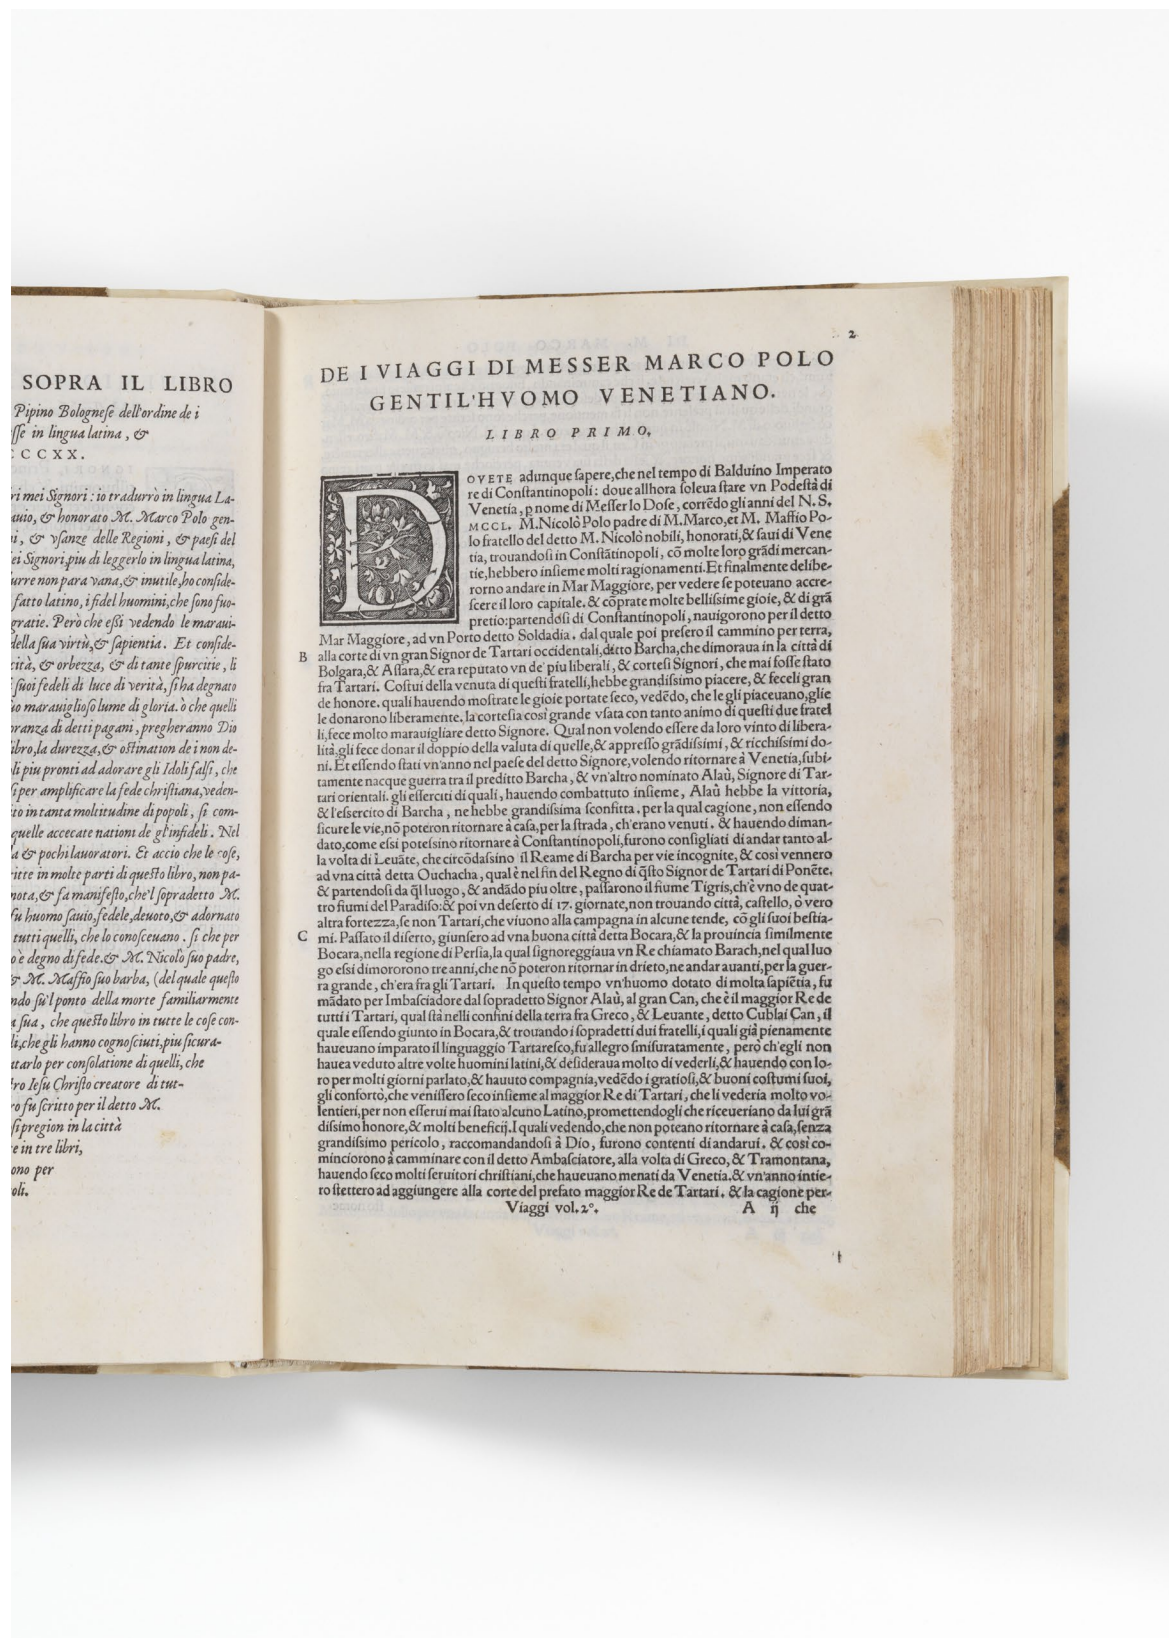 SOPRA IL LIBRO
Pipino Bolognese dell'ordine de i
sse in lingua latina, &
CCCXX.
ri mei Signori: io tradurrò in lingua La-
auio, & honorato M. Marco Polo gen-
ni, & vsanze delle Regioni, & paesi del
ei Signori, piu di leggerlo in lingua latina,
urre non para vana, & inutile, ho conside-
fatto latino, i fidel huomini, che sono fuo-
gratie. Però che essi vedendo le maraui-
della sua virtù, & sapientia. Et conside-
cità, & orbezza, & di tante spurcitie, li
i suoi fedeli di luce di verità, si ha degnato
uo marauiglioso lume di gloria. ò che quelli
oranza di detti pagani, pregheranno Dio
ibro, la durezza, & ostination de i non de-
li piu pronti ad adorare gli Idoli falsi, che
si per amplificare la fede christiana, veden-
to in tanta moltitudine di popoli, si com-
quelle accecate nationi de gl'infideli. Nel
a & pochi lauoratori. Et accio che le cose,
ritte in molte parti di questo libro, non pa-
nota, & fa manifesto, che'l sopradetto M.
fu huomo sauio, fedele, deuoto, & adornato
tutti quelli, che lo conosceuano. si che per
o è degno di fede. & M. Nicolò suo padre,
& M. Maffio suo barba, (del quale questo
ndo su'l ponto della morte familiarmente
a sua, che questo libro in tutte le cose con-
li, che gli hanno cognosciuti, piu sicura-
ttarlo per consolatione di quelli, che
ro Iesu Christo creatore di tut-
o fu scritto per il detto M.
si pregion in la città
e in tre libri,
ono per
oli.
2
DE I VIAGGI DI MESSER MARCO POLO
GENTIL'HVOMO VENETIANO.
LIBRO PRIMO.
DOVETE adunque sapere, che nel tempo di Balduino Imperato
re di Constantinopoli: doue allhora soleua stare vn Podestà di
Venetia, p nome di Messer lo Dose, corrēdo gli anni del N. S.
MCCL. M. Nicolò Polo padre di M. Marco, et M. Maffio Po-
lo fratello del detto M. Nicolò nobili, honorati, & saui di Vene
tia, trouandosi in Constātinopoli, cō molte loro grādi mercan-
tie, hebbero insieme molti ragionamenti. Et finalmente delibe-
rorno andare in Mar Maggiore, per vedere se poteuano accre-
scere il loro capitale. & cōprate molte bellissime gioie, & di grā
pretio: partendosi di Constantinopoli, nauigorono per il detto
Mar Maggiore, ad vn Porto detto Soldadia. dal quale poi presero il cammino per terra,
B alla corte di vn gran Signor de Tartari occidentali, ditto Barcha, che dimoraua in la città di
Bolgara, & Assara, & era reputato vn de' piu liberali, & cortesi Signori, che mai fosse stato
fra Tartari. Costui della venuta di questi fratelli, hebbe grandissimo piacere, & feceli gran
de honore. quali hauendo mostrate le gioie portate seco, vedēdo, che le gli piaceuano, glie
le donarono liberamente. la cortesia così grande vsata con tanto animo di questi due fratel
li, fece molto marauigliare detto Signore. Qual non volendo essere da loro vinto di libera-
lità, gli fece donar il doppio della valuta di quelle, & appresso grādissimi, & ricchissimi do-
ni. Et essendo stati vn'anno nel paese del detto Signore, volendo ritornare à Venetia, subi-
tamente nacque guerra tra il preditto Barcha, & vn'altro nominato Alaù, Signore di Tar-
tari orientali. gli esserciti di quali, hauendo combattuto insieme, Alaù hebbe la vittoria,
& l'essercito di Barcha, ne hebbe grandissima sconfitta. per la qual cagione, non essendo
sicure le vie, nō poteron ritornare à casa, per la strada, ch'erano venuti. & hauendo diman-
dato, come essi potessino ritornare à Constantinopoli, furono consigliati di andar tanto al-
la volta di Leuāte, che circōdassino il Reame di Barcha per vie incognite, & così vennero
ad vna città detta Ouchacha, qual è nel fin del Regno di q̃sto Signor de Tartari di Ponēte.
& partendosi da q̃l luogo, & andādo piu oltre, passarono il fiume Tigris, ch'è vno de quat-
tro fiumi del Paradiso: & poi vn deserto di 17. giornate, non trouando città, castello, ò vero
altra fortezza, se non Tartari, che viuono alla campagna in alcune tende, cō gli suoi bestia-
C mi. Passato il diserto, giunsero ad vna buona città detta Bocara, & la prouincia similmente
Bocara, nella regione di Persia, la qual signoreggiaua vn Re chiamato Barach, nel qual luo
go essi dimororono tre anni, che nō poteron ritornar in drieto, ne andar auanti, per la guer-
ra grande, ch'era fra gli Tartari. In questo tempo vn'huomo dotato di molta sapiētia, fu
mādato per Imbasciadore dal sopradetto Signor Alaù, al gran Can, che è il maggior Re de
tutti i Tartari, qual stà nelli confini della terra fra Greco, & Leuante, detto Cublai Can, il
quale essendo giunto in Bocara, & trouando i sopradetti dui fratelli, i quali già pienamente
haueuano imparato il linguaggio Tartaresco, fu allegro smisuratamente, però ch'egli non
hauea veduto altre volte huomini latini, & desideraua molto di vederli, & hauendo con lo-
ro per molti giorni parlato, & hauuto compagnia, vedēdo i gratiosi, & buoni costumi suoi,
gli confortò, che venissero seco insieme al maggior Re di Tartari, che li vederia molto vo-
lentieri, per non esserui mai stato alcuno Latino, promettendogli che riceueriano da lui grā
dissimo honore, & molti beneficij. I quali vedendo, che non poteano ritornare à casa, senza
grandissimo pericolo, raccomandandosi à Dio, furono contenti di andarui. & così co-
minciorono à camminare con il detto Ambasciatore, alla volta di Greco, & Tramontana,
hauendo seco molti seruitori christiani, che haueuano menati da Venetia. & vn'anno intie-
ro stettero ad aggiungere alla corte del prefato maggior Re de Tartari. & la cagione per-
Viaggi vol. 2°. A ij che